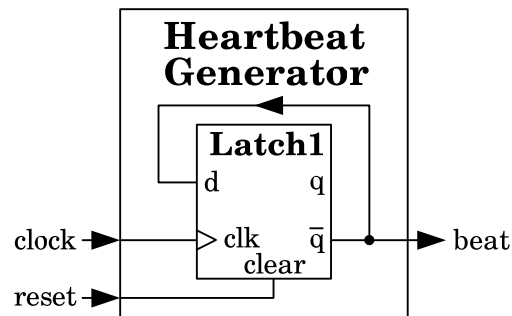 Heartbeat
Generator
Latch1
d q
clock clk q̅ beat
clear
reset